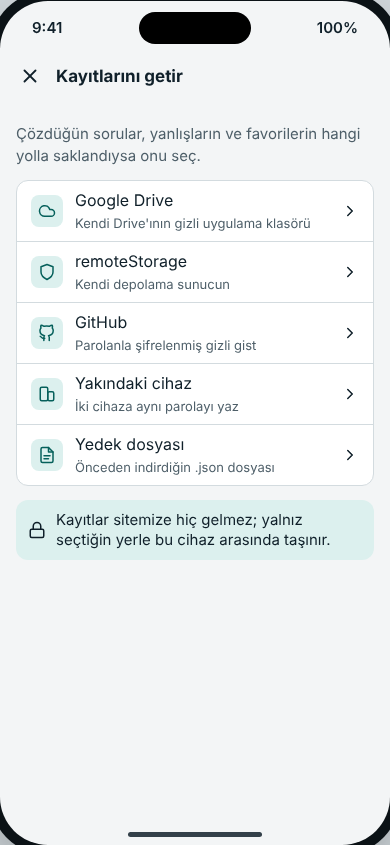 9:41
100%
Kayıtlarını getir
Çözdüğün sorular, yanlışların ve favorilerin hangi
yolla saklandıysa onu seç.
Google Drive
Kendi Drive'ının gizli uygulama klasörü
remoteStorage
Kendi depolama sunucun
GitHub
Parolanla şifrelenmiş gizli gist
Yakındaki cihaz
İki cihaza aynı parolayı yaz
Yedek dosyası
Önceden indirdiğin .json dosyası
Kayıtlar sitemize hiç gelmez; yalnız
seçtiğin yerle bu cihaz arasında taşınır.